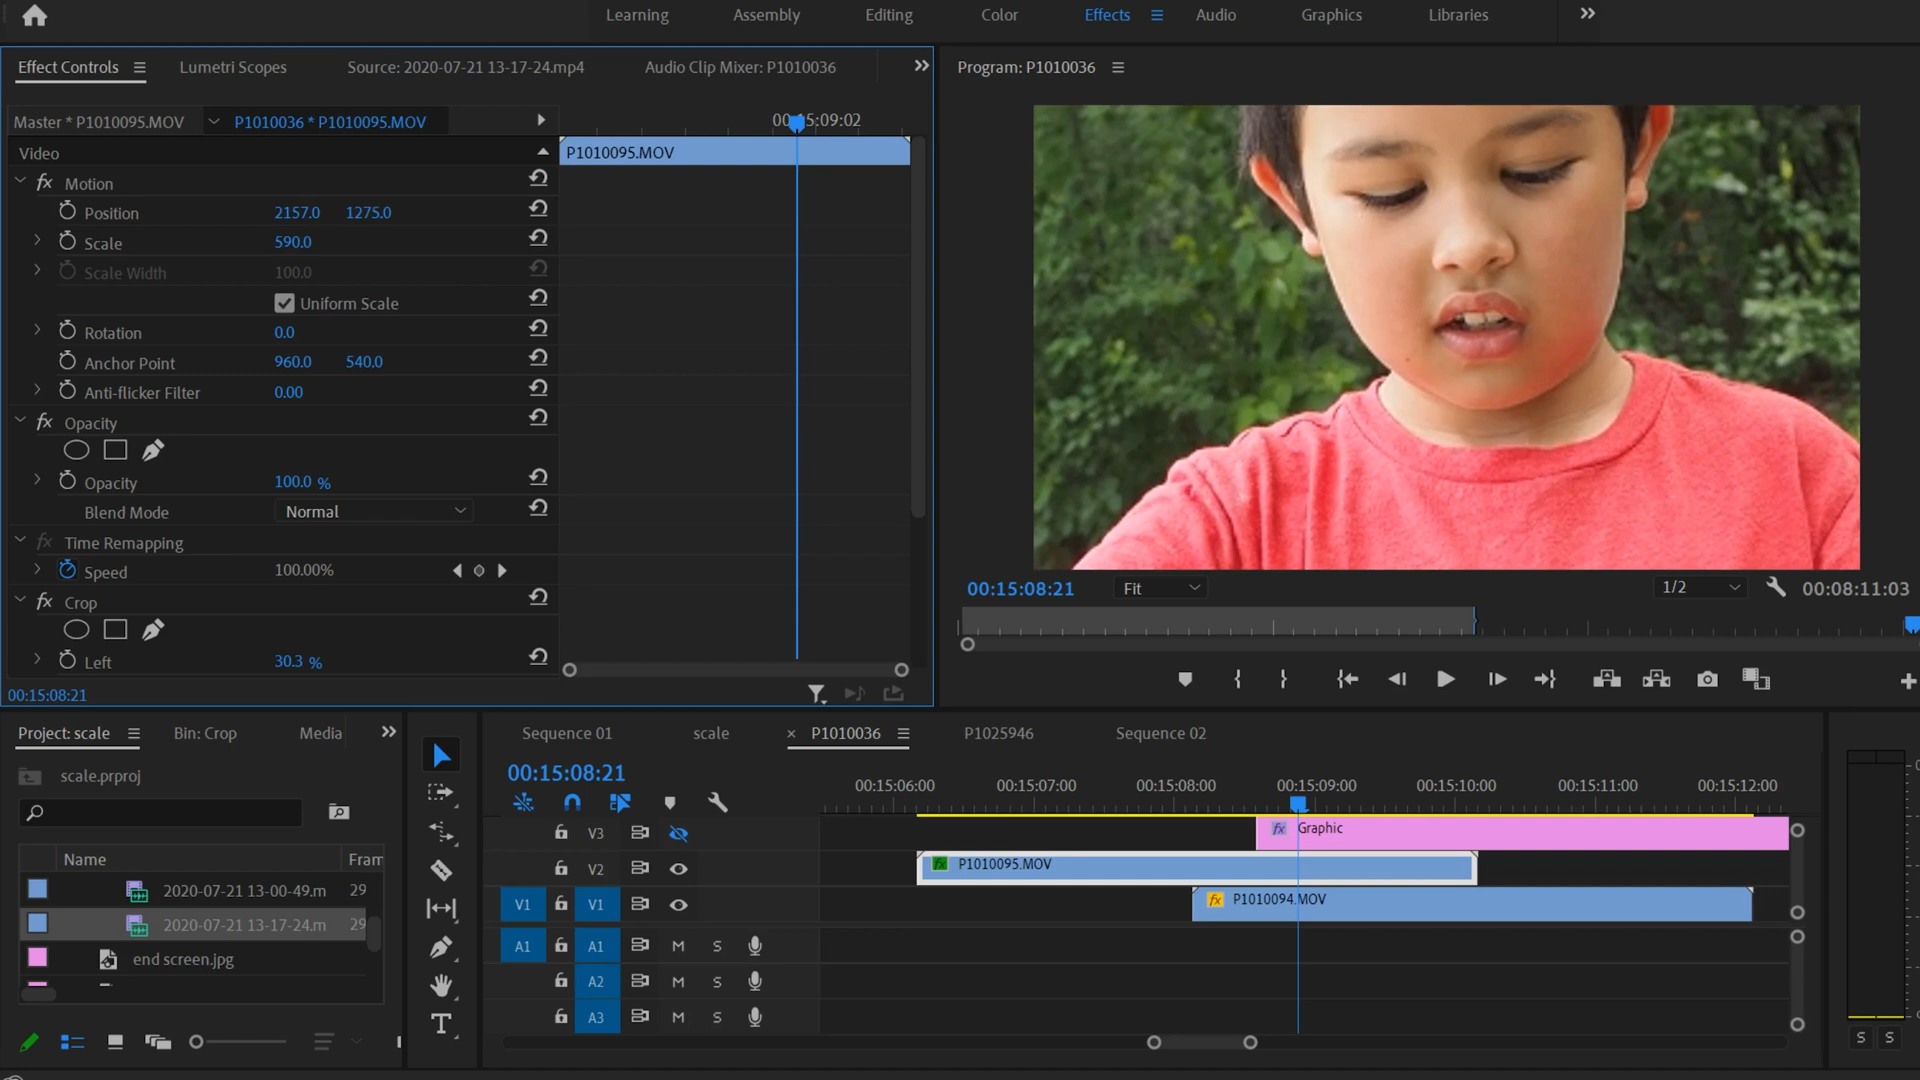 Learning Assembly Editing Color Effects Audio Graphics Libraries
Effect Controls Lumetri Scopes Source: 2020-07-21 13-17-24.mp4 Audio Clip Mixer: P1010036
Program: P1010036
Master * P1010095.MOV P1010036 * P1010095.MOV
00:15:09:02
Video
P1010095.MOV
fx Motion
Position 2157.0 1275.0
Scale 590.0
Scale Width 100.0
Uniform Scale
Rotation 0.0
Anchor Point 960.0 540.0
Anti-flicker Filter 0.00
fx Opacity
Opacity 100.0 %
Blend Mode Normal
fx Time Remapping
Speed 100.00%
fx Crop
Left 30.3 %
00:15:08:21
00:15:08:21 Fit 1/2 00:08:11:03
Project: scale Bin: Crop Media
scale.prproj
Name Fram
2020-07-21 13-00-49.m 29
2020-07-21 13-17-24.m 29
end screen.jpg
T
Sequence 01 scale × P1010036 P1025946 Sequence 02
00:15:08:21
00:15:06:00 00:15:07:00 00:15:08:00 00:15:09:00 00:15:10:00 00:15:11:00 00:15:12:00
V3 fx Graphic
V2 fx P1010095.MOV
V1 V1 fx P1010094.MOV
A1 A1 M S
A2 M S
A3 M S
S S